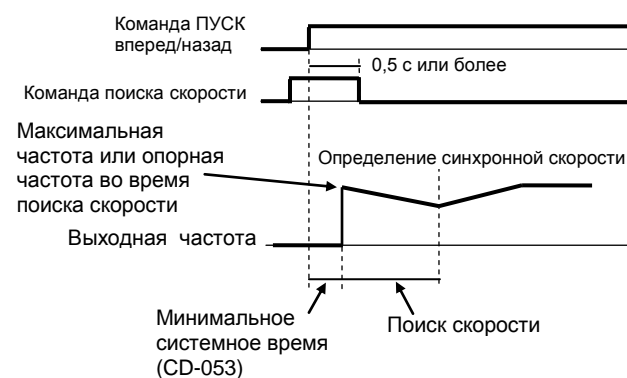 Команда ПУСК
вперед/назад
0,5 с или более
Команда поиска скорости
Максимальная
частота или опорная
частота во время
поиска скорости
Определение синхронной скорости
Выходная частота
Минимальное
системное время
(CD-053)
Поиск скорости